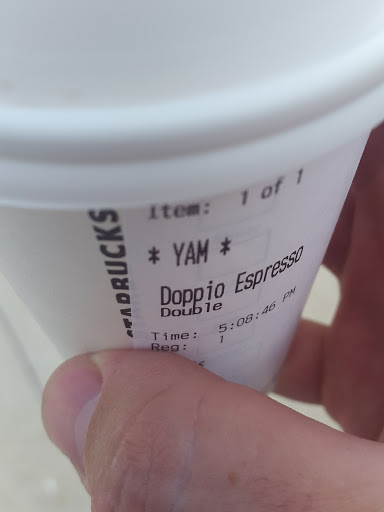 STARBUCKS
Item: 1 of 1
* YAM *
Doppio Espresso
Double
Time: 5:08:46 PM
Reg: 1